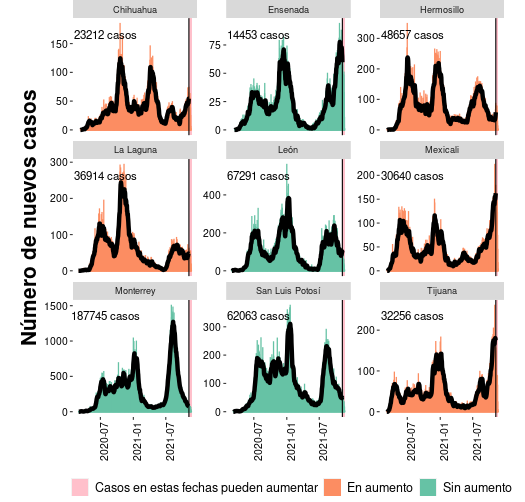 Chihuahua
Ensenada
Hermosillo
23212 casos
14453 casos
48657 casos
150
100
50
0
75
50
25
0
300
200
100
0
La Laguna
León
Mexicali
36914 casos
67291 casos
30640 casos
300
200
100
0
400
200
0
200
150
100
50
0
Monterrey
San Luis Potosí
Tijuana
187745 casos
62063 casos
32256 casos
1500
1000
500
0
300
200
100
0
200
100
0
2020-07
2021-01
2021-07
2020-07
2021-01
2021-07
2020-07
2021-01
2021-07
Número de nuevos casos
Casos en estas fechas pueden aumentar
En aumento
Sin aumento